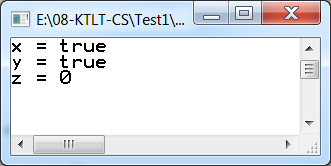 E:\08-KTLT-CS\Test1\...
x = true
y = true
z = 0